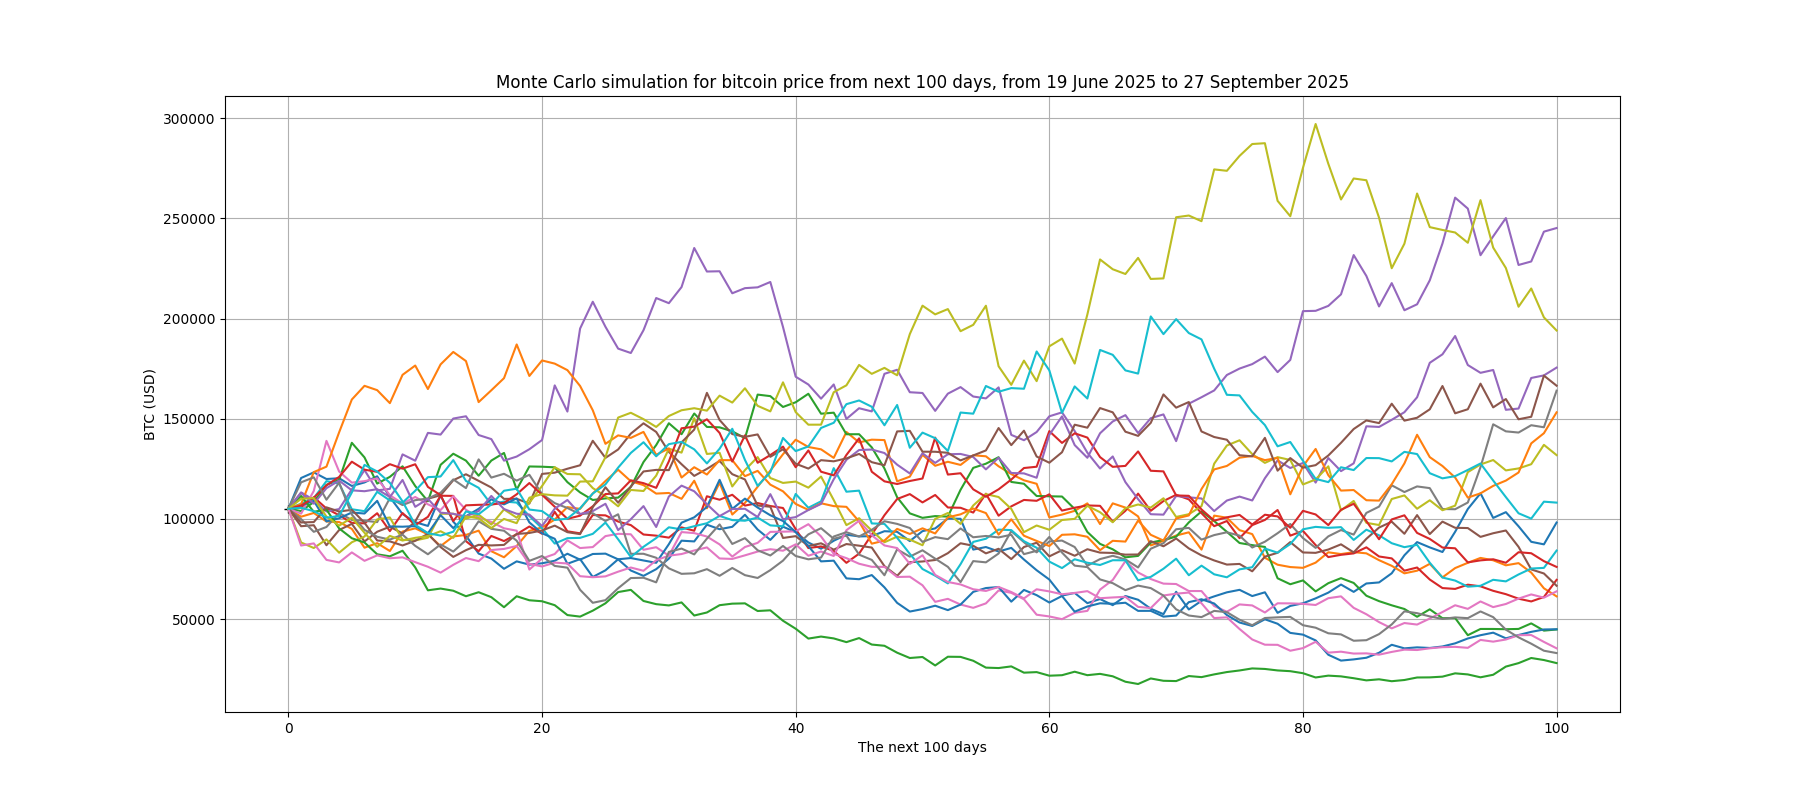 Monte Carlo simulation for bitcoin price from next 100 days, from 19 June 2025 to 27 September 2025
300000
250000
200000
150000
100000
50000
BTC (USD)
0 20 40 60 80 100
The next 100 days